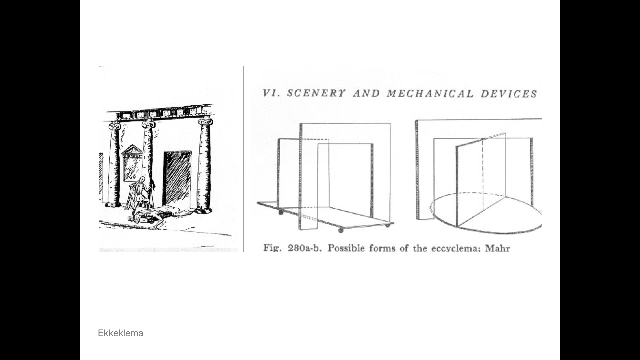 VI. SCENERY AND MECHANICAL DEVICES
Fig. 280a-b. Possible forms of the eccyclema; Mahr
Ekkeklema